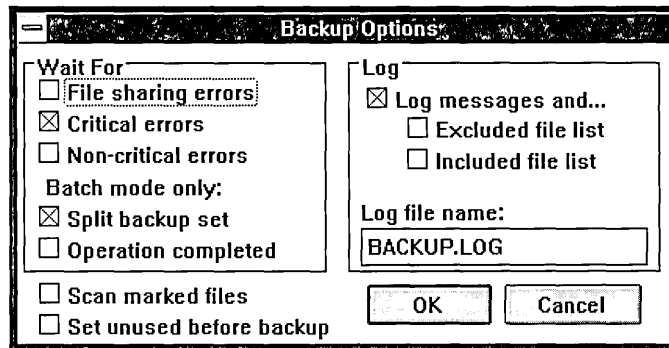 Backup Options
Wait For
File sharing errors
Critical errors
Non-critical errors
Batch mode only:
Split backup set
Operation completed
Scan marked files
Set unused before backup
Log
Log messages and...
Excluded file list
Included file list
Log file name:
BACKUP.LOG
OK
Cancel